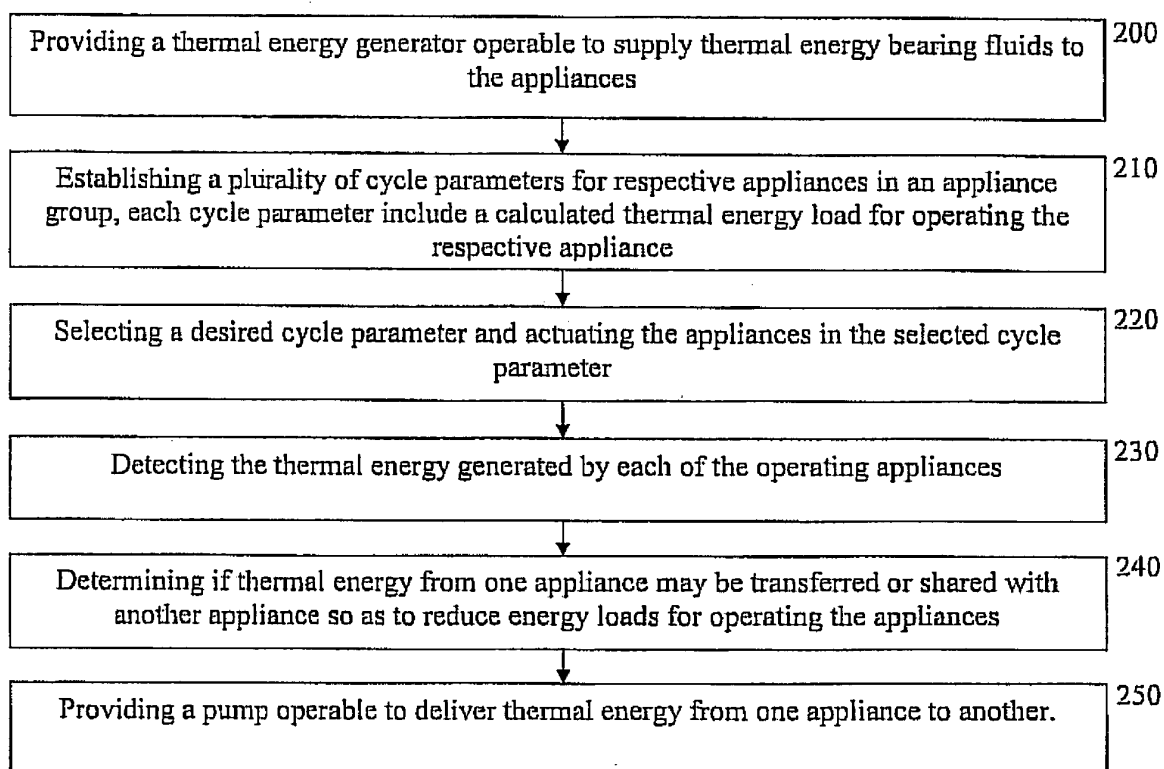 Providing a thermal energy generator operable to supply thermal energy bearing fluids to
the appliances
200
Establishing a plurality of cycle parameters for respective appliances in an appliance
group, each cycle parameter include a calculated thermal energy load for operating the
respective appliance
210
Selecting a desired cycle parameter and actuating the appliances in the selected cycle
parameter
220
Detecting the thermal energy generated by each of the operating appliances
230
Determining if thermal energy from one appliance may be transferred or shared with
another appliance so as to reduce energy loads for operating the appliances
240
Providing a pump operable to deliver thermal energy from one appliance to another.
250